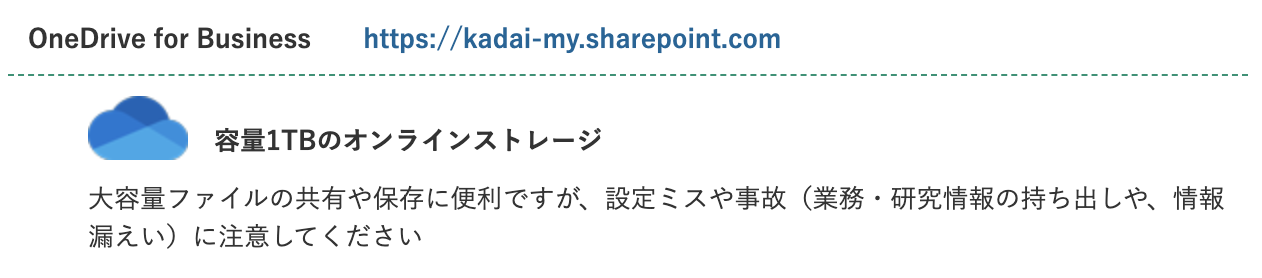 OneDrive for Business https://kadai-my.sharepoint.com
容量1TBのオンラインストレージ
大容量ファイルの共有や保存に便利ですが、設定ミスや事故（業務・研究情報の持ち出しや、情報
漏えい）に注意してください